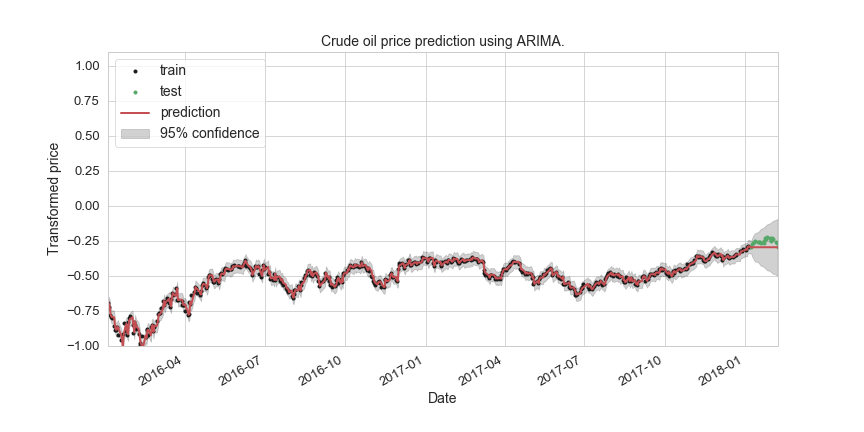 Crude oil price prediction using ARIMA.
train
test
prediction
95% confidence
1.00
0.75
0.50
0.25
0.00
−0.25
−0.50
−0.75
−1.00
Transformed price
2016-04
2016-07
2016-10
2017-01
2017-04
2017-07
2017-10
2018-01
Date